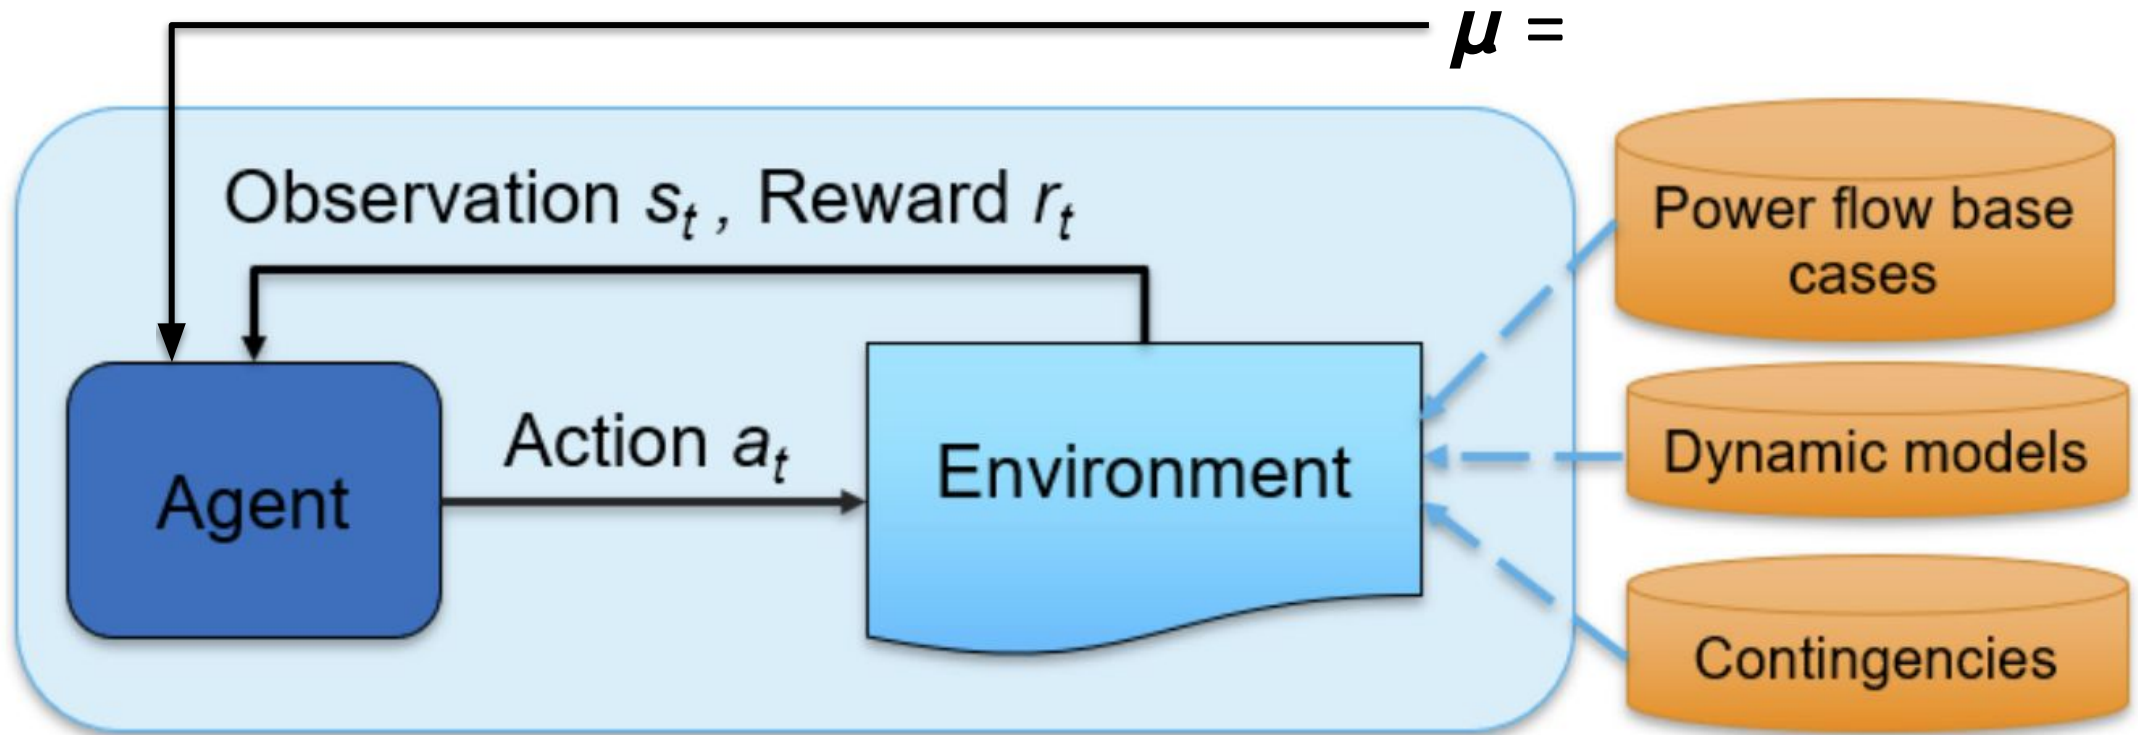 μ =
Observation sₜ , Reward rₜ
Power flow base
cases
Action aₜ
Agent
Environment
Dynamic models
Contingencies